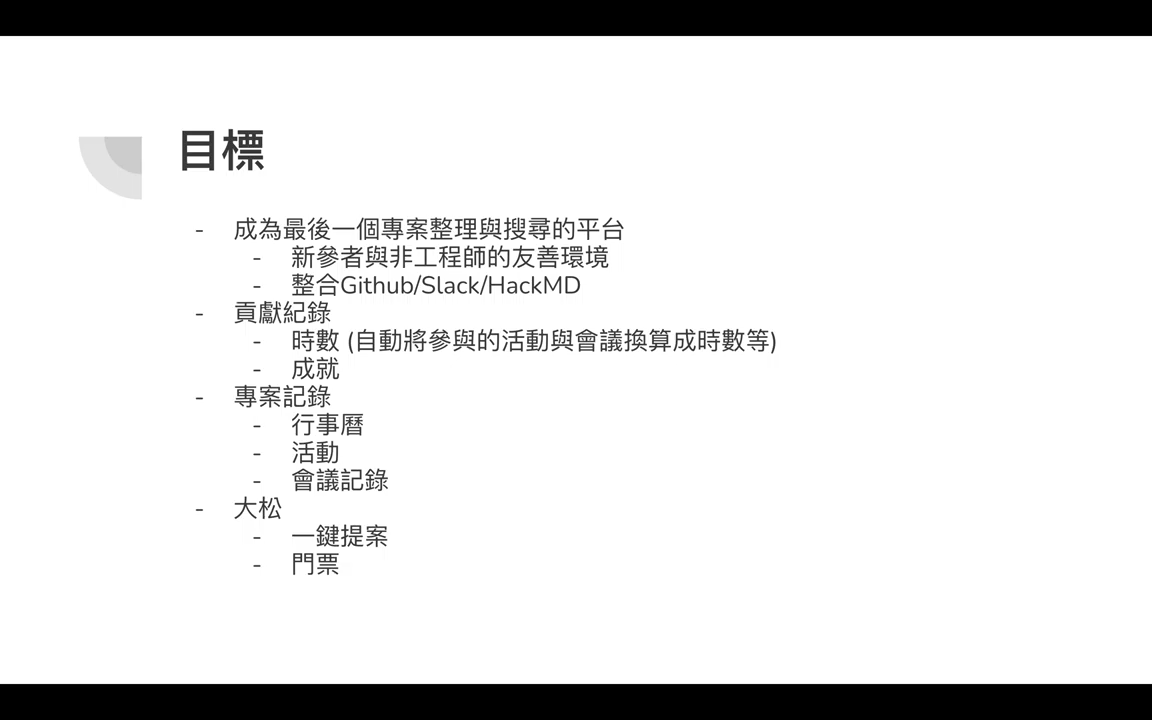 目標
- 成為最後一個專案整理與搜尋的平台
- 新參者與非工程師的友善環境
- 整合Github/Slack/HackMD
- 貢獻紀錄
- 時數 (自動將參與的活動與會議換算成時數等)
- 成就
- 專案記錄
- 行事曆
- 活動
- 會議記錄
- 大松
- 一鍵提案
- 門票